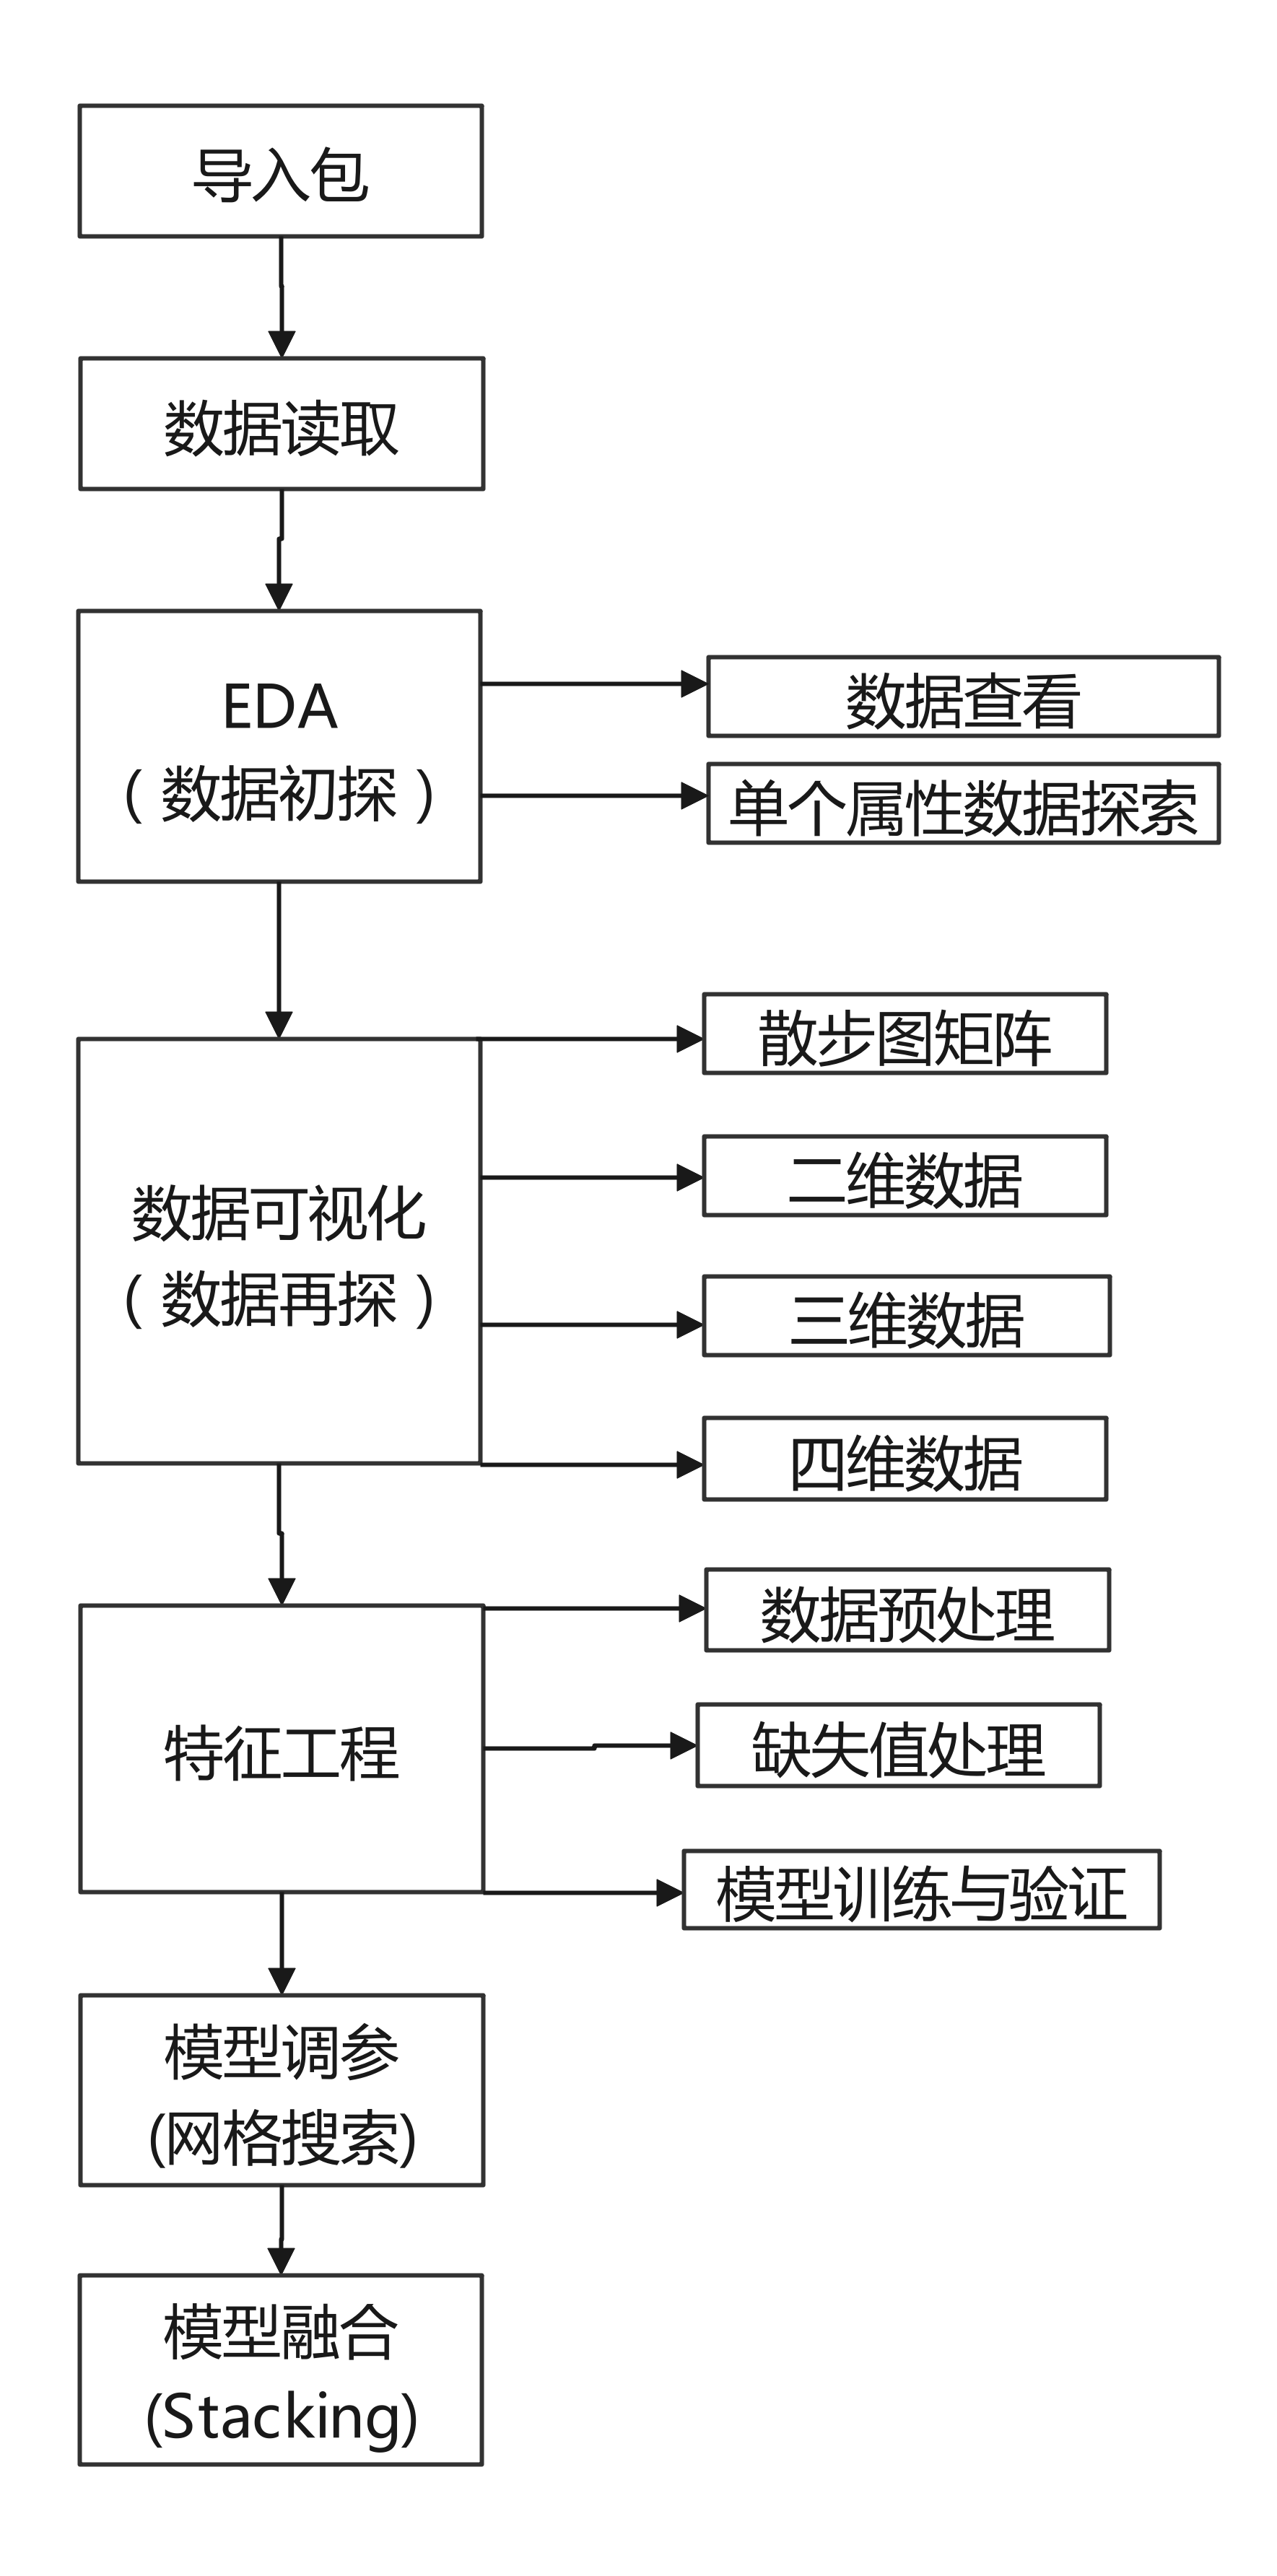 导入包
数据读取
EDA
（数据初探）
数据查看
单个属性数据探索
数据可视化
（数据再探）
散步图矩阵
二维数据
三维数据
四维数据
特征工程
数据预处理
缺失值处理
模型训练与验证
模型调参
(网格搜索)
模型融合
(Stacking)